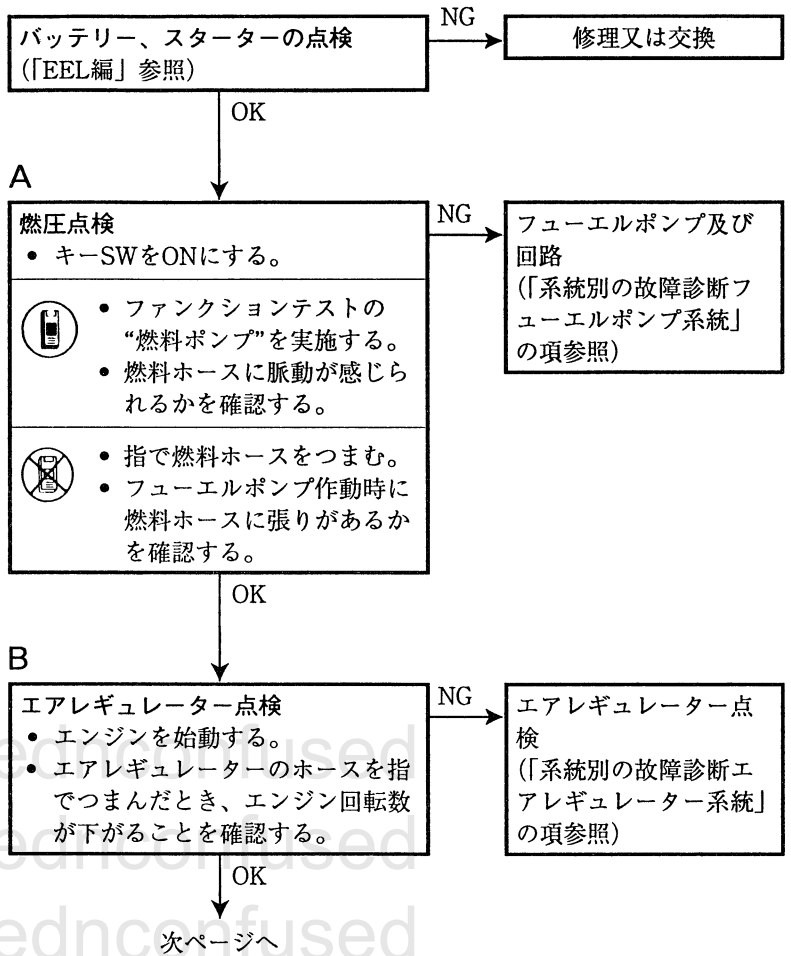 バッテリー、スターターの点検
(「EEL編」参照)
NG
修理又は交換
OK
A
燃圧点検
• キーSWをONにする。
• ファンクションテストの
“燃料ポンプ”を実施する。
• 燃料ホースに脈動が感じら
れるかを確認する。
• 指で燃料ホースをつまむ。
• フューエルポンプ作動時に
燃料ホースに張りがあるか
を確認する。
NG
フューエルポンプ及び
回路
(「系統別の故障診断フ
ューエルポンプ系統」
の項参照)
OK
B
エアレギュレーター点検
• エンジンを始動する。
• エアレギュレーターのホースを指
でつまんだとき、エンジン回転数
が下がることを確認する。
NG
エアレギュレーター点
検
(「系統別の故障診断エ
アレギュレーター系統」
の項参照)
OK
次ページへ
ednconfused
ednconfused
ednconfused